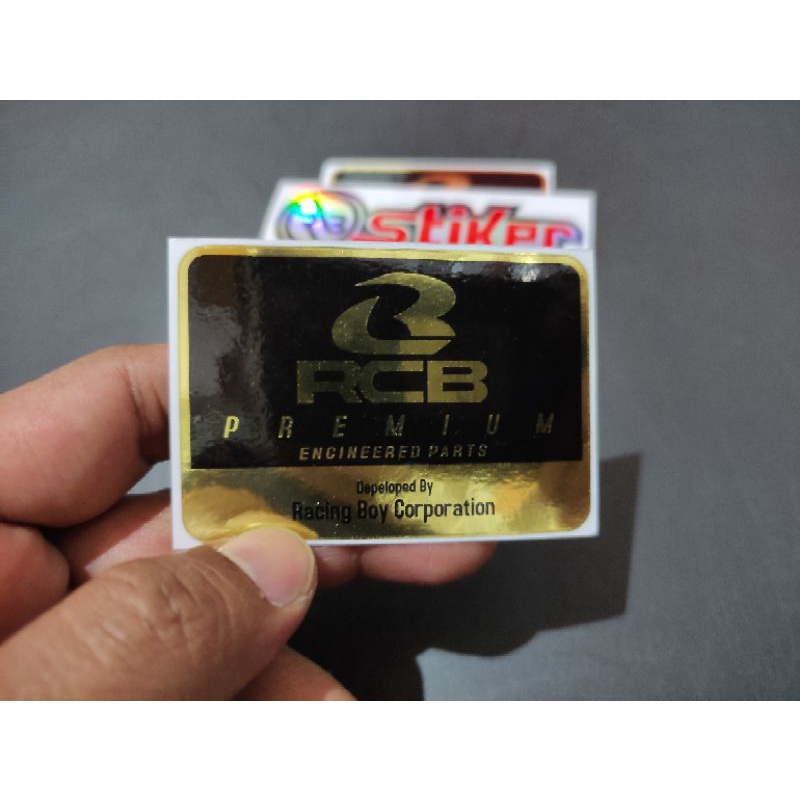 stiker
RCB
PREMIUM
ENGINEERED PARTS
Depeloped By
Racing Boy Corporation